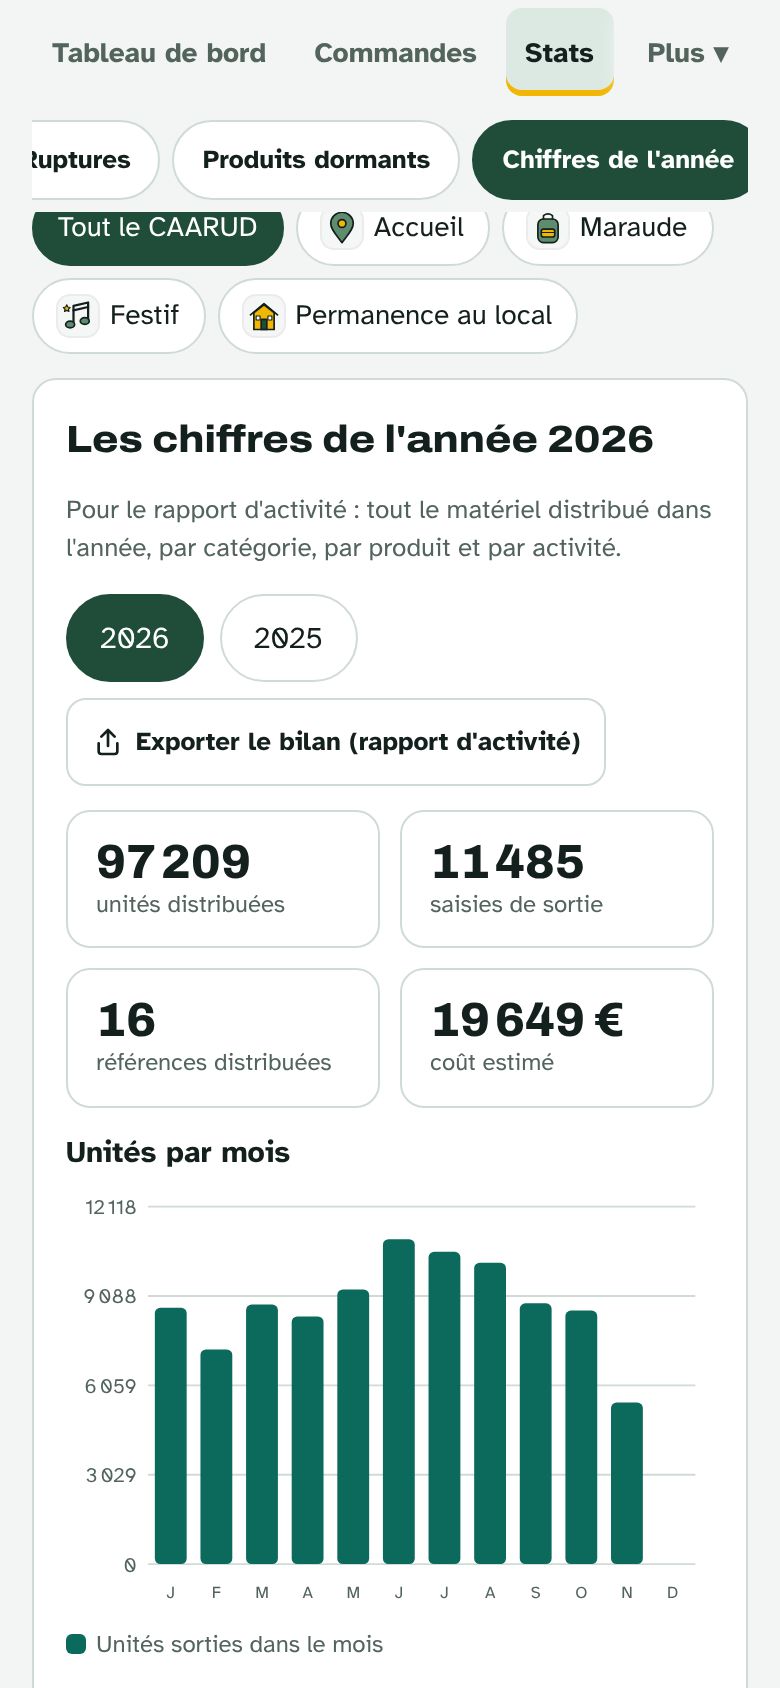 Tableau de bord Commandes Stats Plus ▼
Ruptures Produits dormants Chiffres de l'année
Tout le CAARUD Accueil Maraude
Festif Permanence au local
Les chiffres de l'année 2026
Pour le rapport d'activité : tout le matériel distribué dans
l'année, par catégorie, par produit et par activité.
2026 2025
Exporter le bilan (rapport d'activité)
97 209 11 485
unités distribuées saisies de sortie
16 19 649 €
références distribuées coût estimé
Unités par mois
12 118
9 088
6 059
3 029
0
J F M A M J J A S O N D
Unités sorties dans le mois